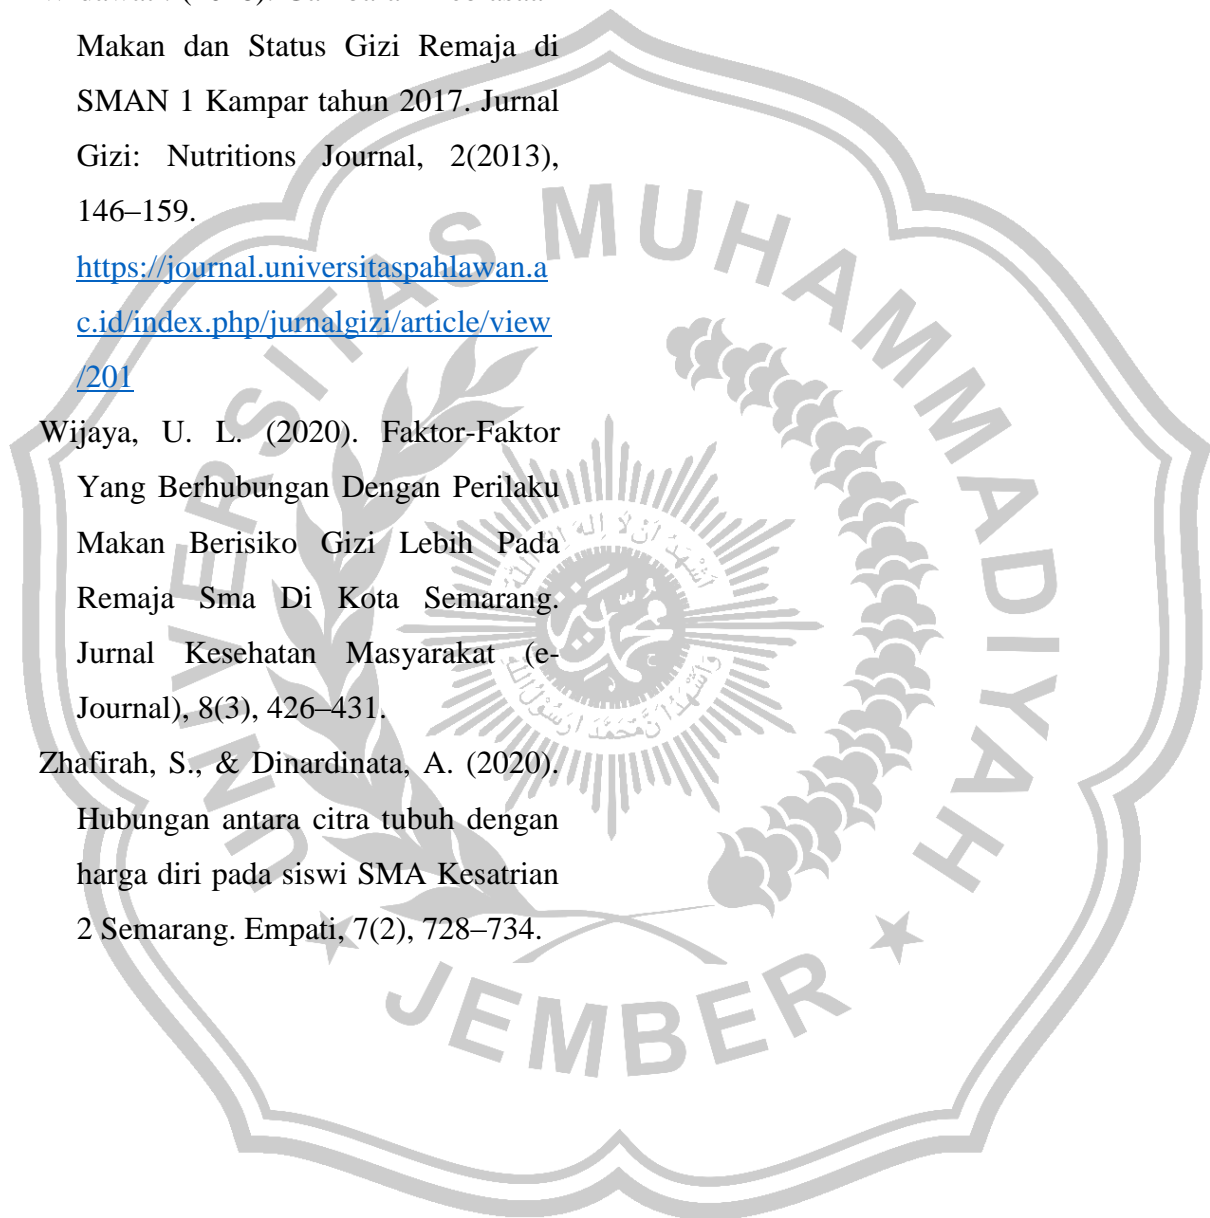 Makan dan Status Gizi Remaja di
SMAN 1 Kampar tahun 2017. Jurnal
Gizi: Nutritions Journal, 2(2013),
146–159.
https://journal.universitaspahlawan.a
c.id/index.php/jurnalgizi/article/view
/201
Wijaya, U. L. (2020). Faktor-Faktor
Yang Berhubungan Dengan Perilaku
Makan Berisiko Gizi Lebih Pada
Remaja Sma Di Kota Semarang.
Jurnal Kesehatan Masyarakat (e-
Journal), 8(3), 426–431.
Zhafirah, S., & Dinardinata, A. (2020).
Hubungan antara citra tubuh dengan
harga diri pada siswi SMA Kesatrian
2 Semarang. Empati, 7(2), 728–734.
UNIVERSITAS MUHAMMADIYAH
JEMBER